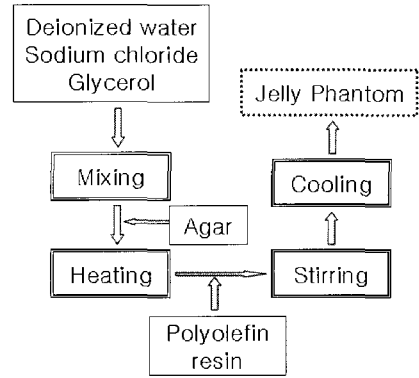 Deionized water
Sodium chloride
Glycerol
Mixing
Agar
Heating
Polyolefin
resin
Stirring
Cooling
Jelly Phantom